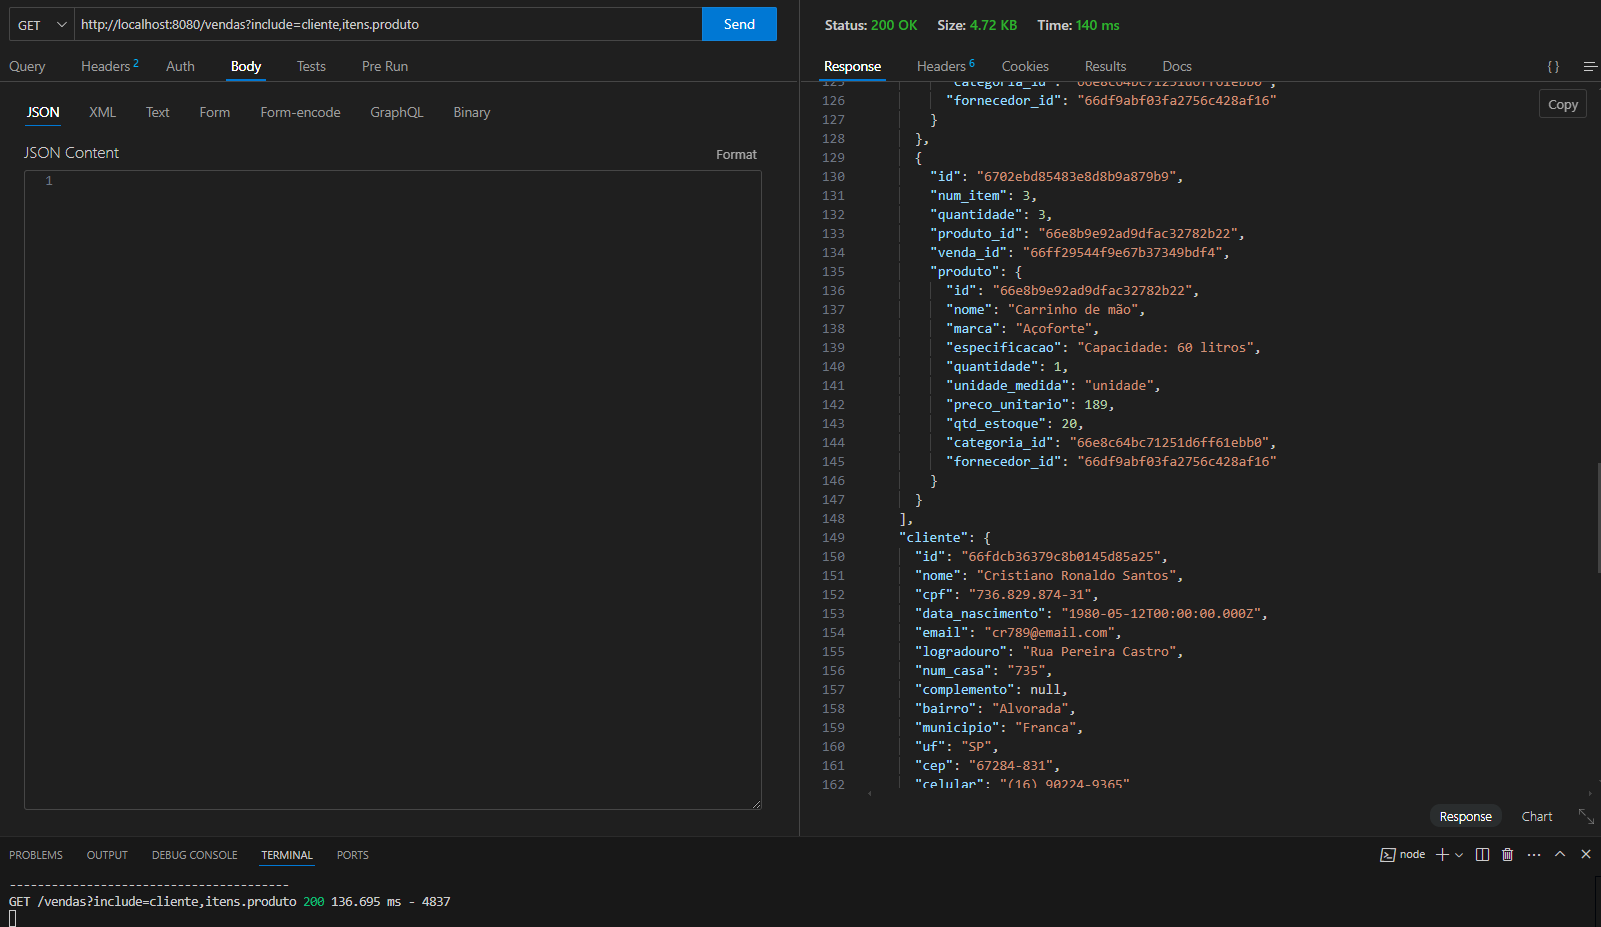 GET
http://localhost:8080/vendas?include=cliente,itens.produto
Send
Query
Headers 2
Auth
Body
Tests
Pre Run
JSON
XML
Text
Form
Form-encode
GraphQL
Binary
JSON Content
Format
1
Status: 200 OK Size: 4.72 KB Time: 140 ms
Response
Headers 6
Cookies
Results
Docs
{ }
Copy
125 "categoria_id": "66e8c64bc71251d6ff61ebb0",
126 "fornecedor_id": "66df9abf03fa2756c428af16"
127 }
128 },
129 {
130 "id": "6702ebd85483e8d8b9a879b9",
131 "num_item": 3,
132 "quantidade": 3,
133 "produto_id": "66e8b9e92ad9dfac32782b22",
134 "venda_id": "66ff29544f9e67b37349bdf4",
135 "produto": {
136 "id": "66e8b9e92ad9dfac32782b22",
137 "nome": "Carrinho de mão",
138 "marca": "Açoforte",
139 "especificacao": "Capacidade: 60 litros",
140 "quantidade": 1,
141 "unidade_medida": "unidade",
142 "preco_unitario": 189,
143 "qtd_estoque": 20,
144 "categoria_id": "66e8c64bc71251d6ff61ebb0",
145 "fornecedor_id": "66df9abf03fa2756c428af16"
146 }
147 }
148 ],
149 "cliente": {
150 "id": "66fdcb36379c8b0145d85a25",
151 "nome": "Cristiano Ronaldo Santos",
152 "cpf": "736.829.874-31",
153 "data_nascimento": "1980-05-12T00:00:00.000Z",
154 "email": "cr789@email.com",
155 "logradouro": "Rua Pereira Castro",
156 "num_casa": "735",
157 "complemento": null,
158 "bairro": "Alvorada",
159 "municipio": "Franca",
160 "uf": "SP",
161 "cep": "67284-831",
162 "celular": "(16) 90224-9365"
Response
Chart
PROBLEMS
OUTPUT
DEBUG CONSOLE
TERMINAL
PORTS
node
----------------------------------------
GET /vendas?include=cliente,itens.produto 200 136.695 ms - 4837